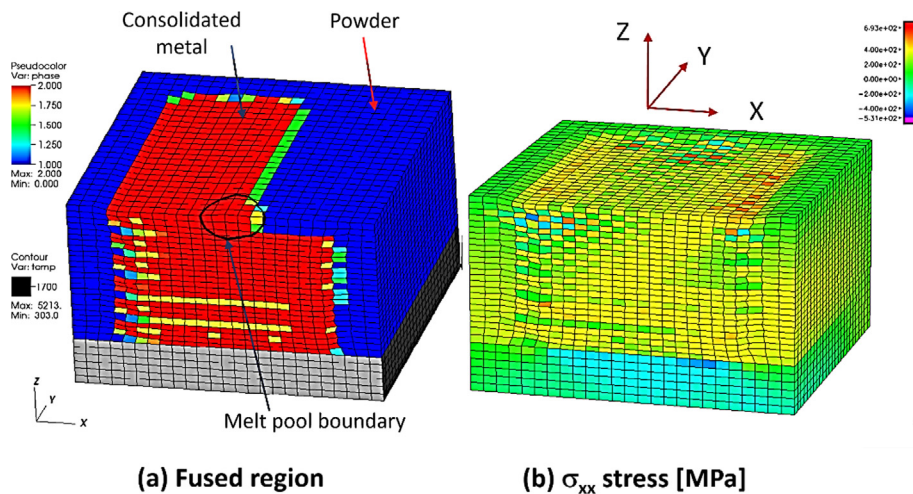 Consolidated
metal
Powder
Pseudocolor
Var: phase
2.000
1.750
1.500
1.250
1.000
Max: 2.000
Min: 0.000
Contour
Var: temp
1700
Max: 5213.
Min: 303.0
Z
Y
X
Melt pool boundary
Z
Y
X
6.93e+02
4.00e+02
2.00e+02
0.00e+00
-2.00e+02
-4.00e+02
-5.31e+02
(a) Fused region
(b) σxx stress [MPa]